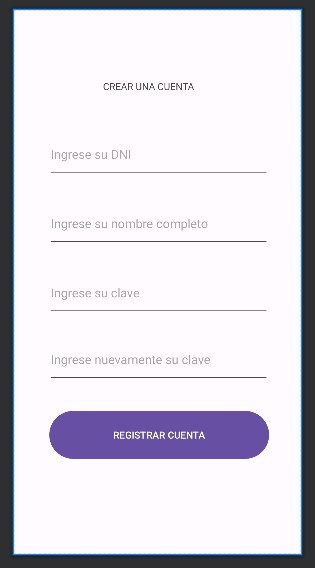 CREAR UNA CUENTA
Ingrese su DNI
Ingrese su nombre completo
Ingrese su clave
Ingrese nuevamente su clave
REGISTRAR CUENTA